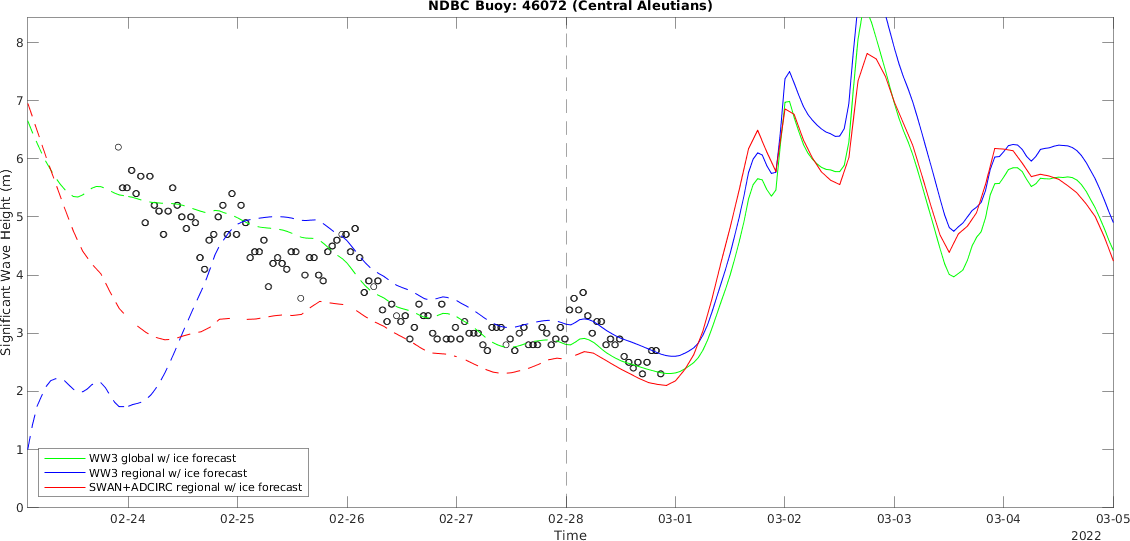 NDBC Buoy: 46072 (Central Aleutians)
Significant Wave Height (m)
8
7
6
5
4
3
2
1
0
WW3 global w/ ice forecast
WW3 regional w/ ice forecast
SWAN+ADCIRC regional w/ ice forecast
02-24 02-25 02-26 02-27 02-28 03-01 03-02 03-03 03-04 03-05
Time
2022